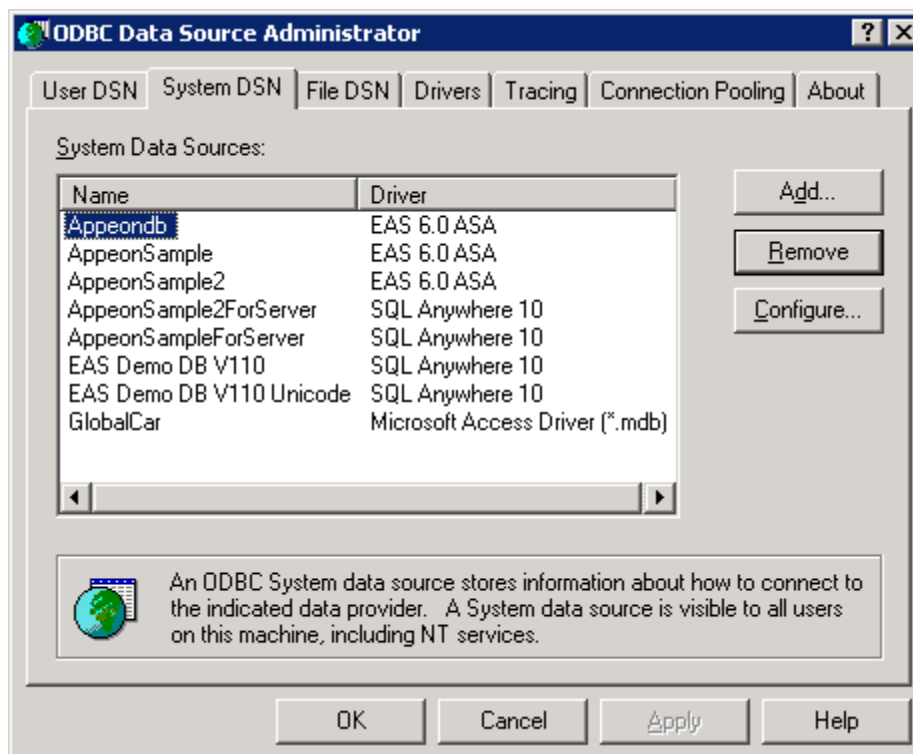 ODBC Data Source Administrator
User DSN System DSN File DSN Drivers Tracing Connection Pooling About
System Data Sources:
Name Driver
Appeondb EAS 6.0 ASA
AppeonSample EAS 6.0 ASA
AppeonSample2 EAS 6.0 ASA
AppeonSample2ForServer SQL Anywhere 10
AppeonSampleForServer SQL Anywhere 10
EAS Demo DB V110 SQL Anywhere 10
EAS Demo DB V110 Unicode SQL Anywhere 10
GlobalCar Microsoft Access Driver (*.mdb)
Add...
Remove
Configure...
An ODBC System data source stores information about how to connect to
the indicated data provider. A System data source is visible to all users
on this machine, including NT services.
OK Cancel Apply Help